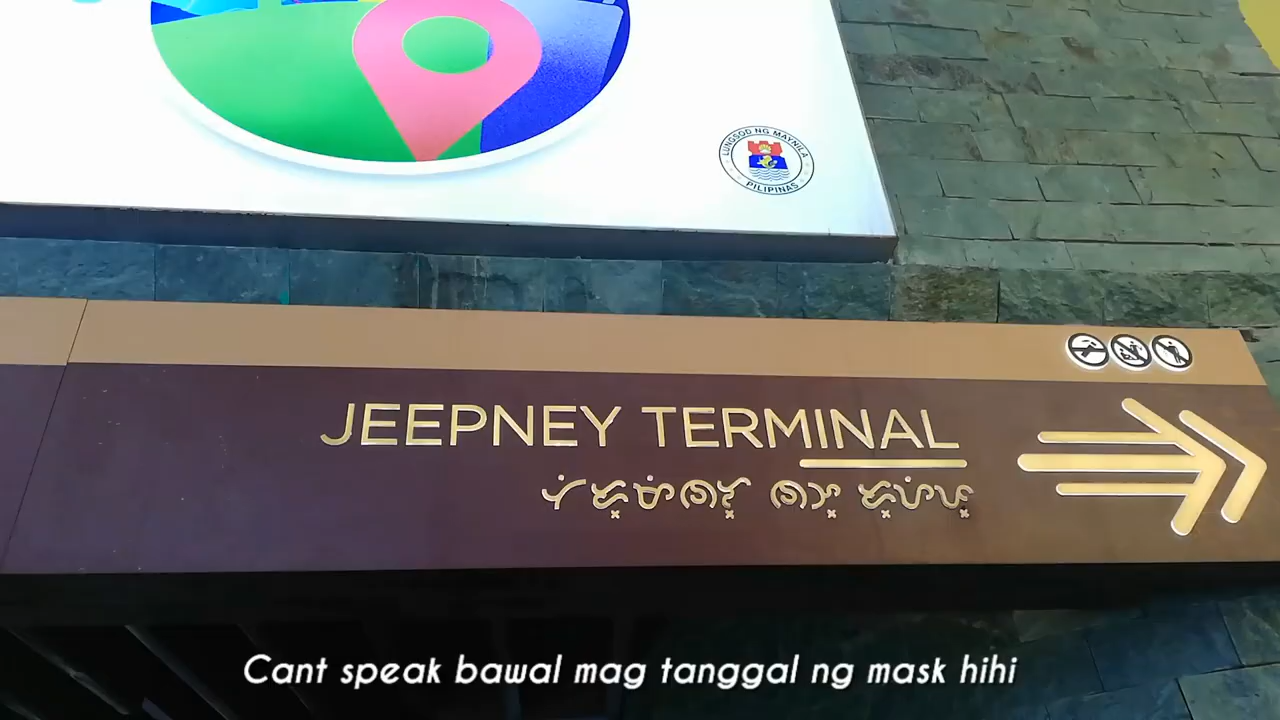 LUNGSOD NG MAYNILA
PILIPINAS
JEEPNEY TERMINAL
Cant speak bawal mag tanggal ng mask hihi